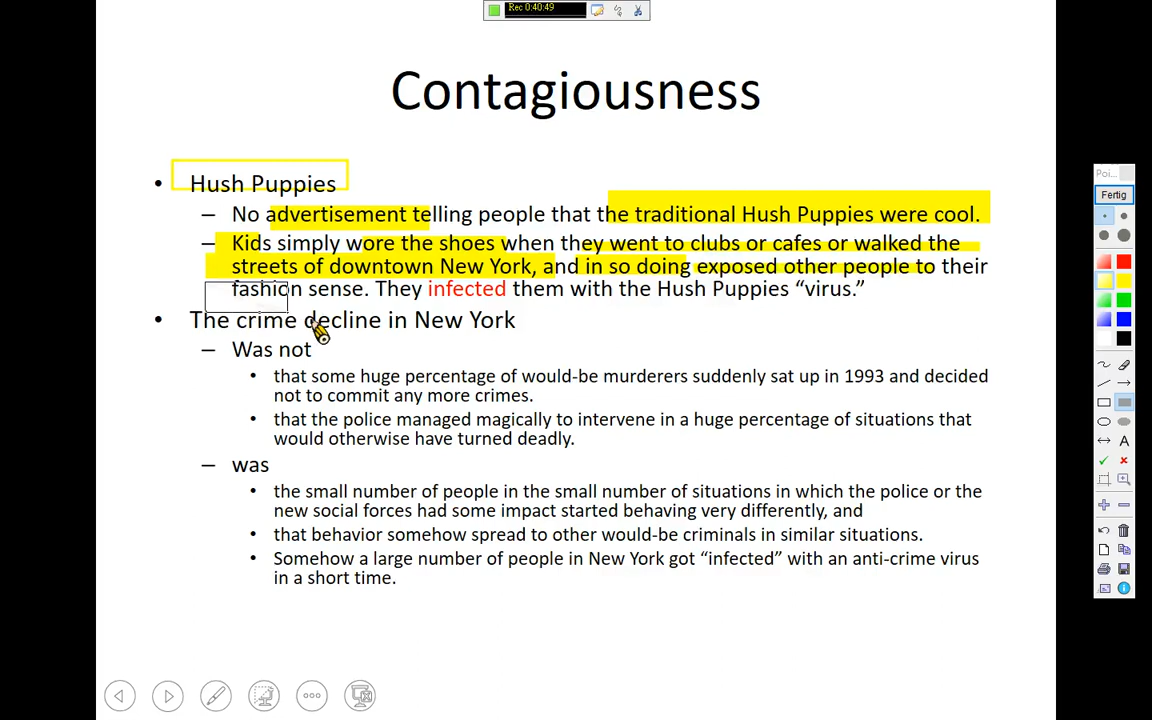 Rec 0:40:49
Contagiousness
• Hush Puppies
– No advertisement telling people that the traditional Hush Puppies were cool.
– Kids simply wore the shoes when they went to clubs or cafes or walked the
streets of downtown New York, and in so doing exposed other people to their
fashion sense. They infected them with the Hush Puppies “virus.”
• The crime decline in New York
– Was not
• that some huge percentage of would-be murderers suddenly sat up in 1993 and decided
not to commit any more crimes.
• that the police managed magically to intervene in a huge percentage of situations that
would otherwise have turned deadly.
– was
• the small number of people in the small number of situations in which the police or the
new social forces had some impact started behaving very differently, and
• that behavior somehow spread to other would-be criminals in similar situations.
• Somehow a large number of people in New York got “infected” with an anti-crime virus
in a short time.
Poi...
Fertig
A